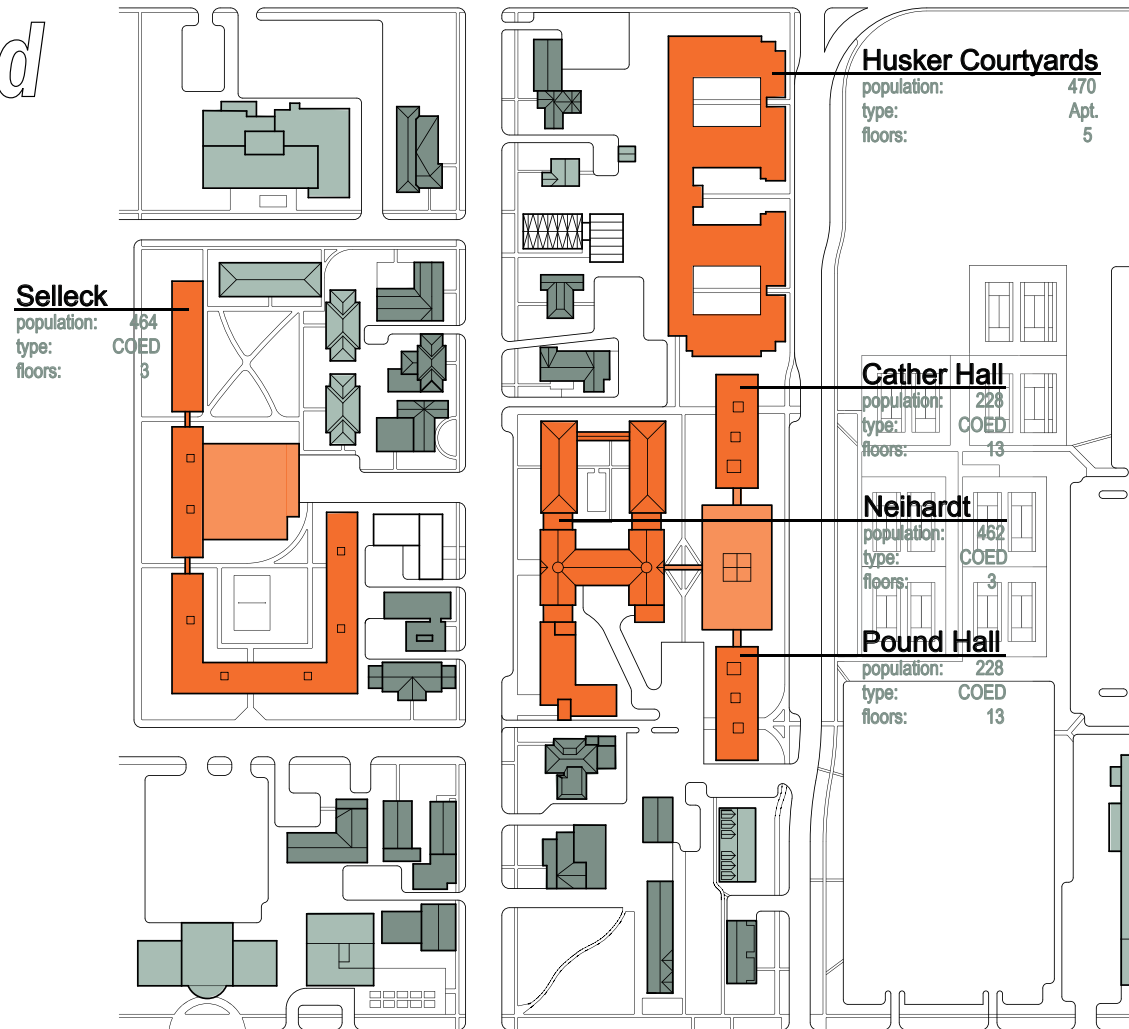 d
Husker Courtyards
population: 470
type: Apt.
floors: 5
Selleck
population: 464
type: COED
floors: 3
Cather Hall
population: 228
type: COED
floors: 13
Neihardt
population: 462
type: COED
floors: 3
Pound Hall
population: 228
type: COED
floors: 13